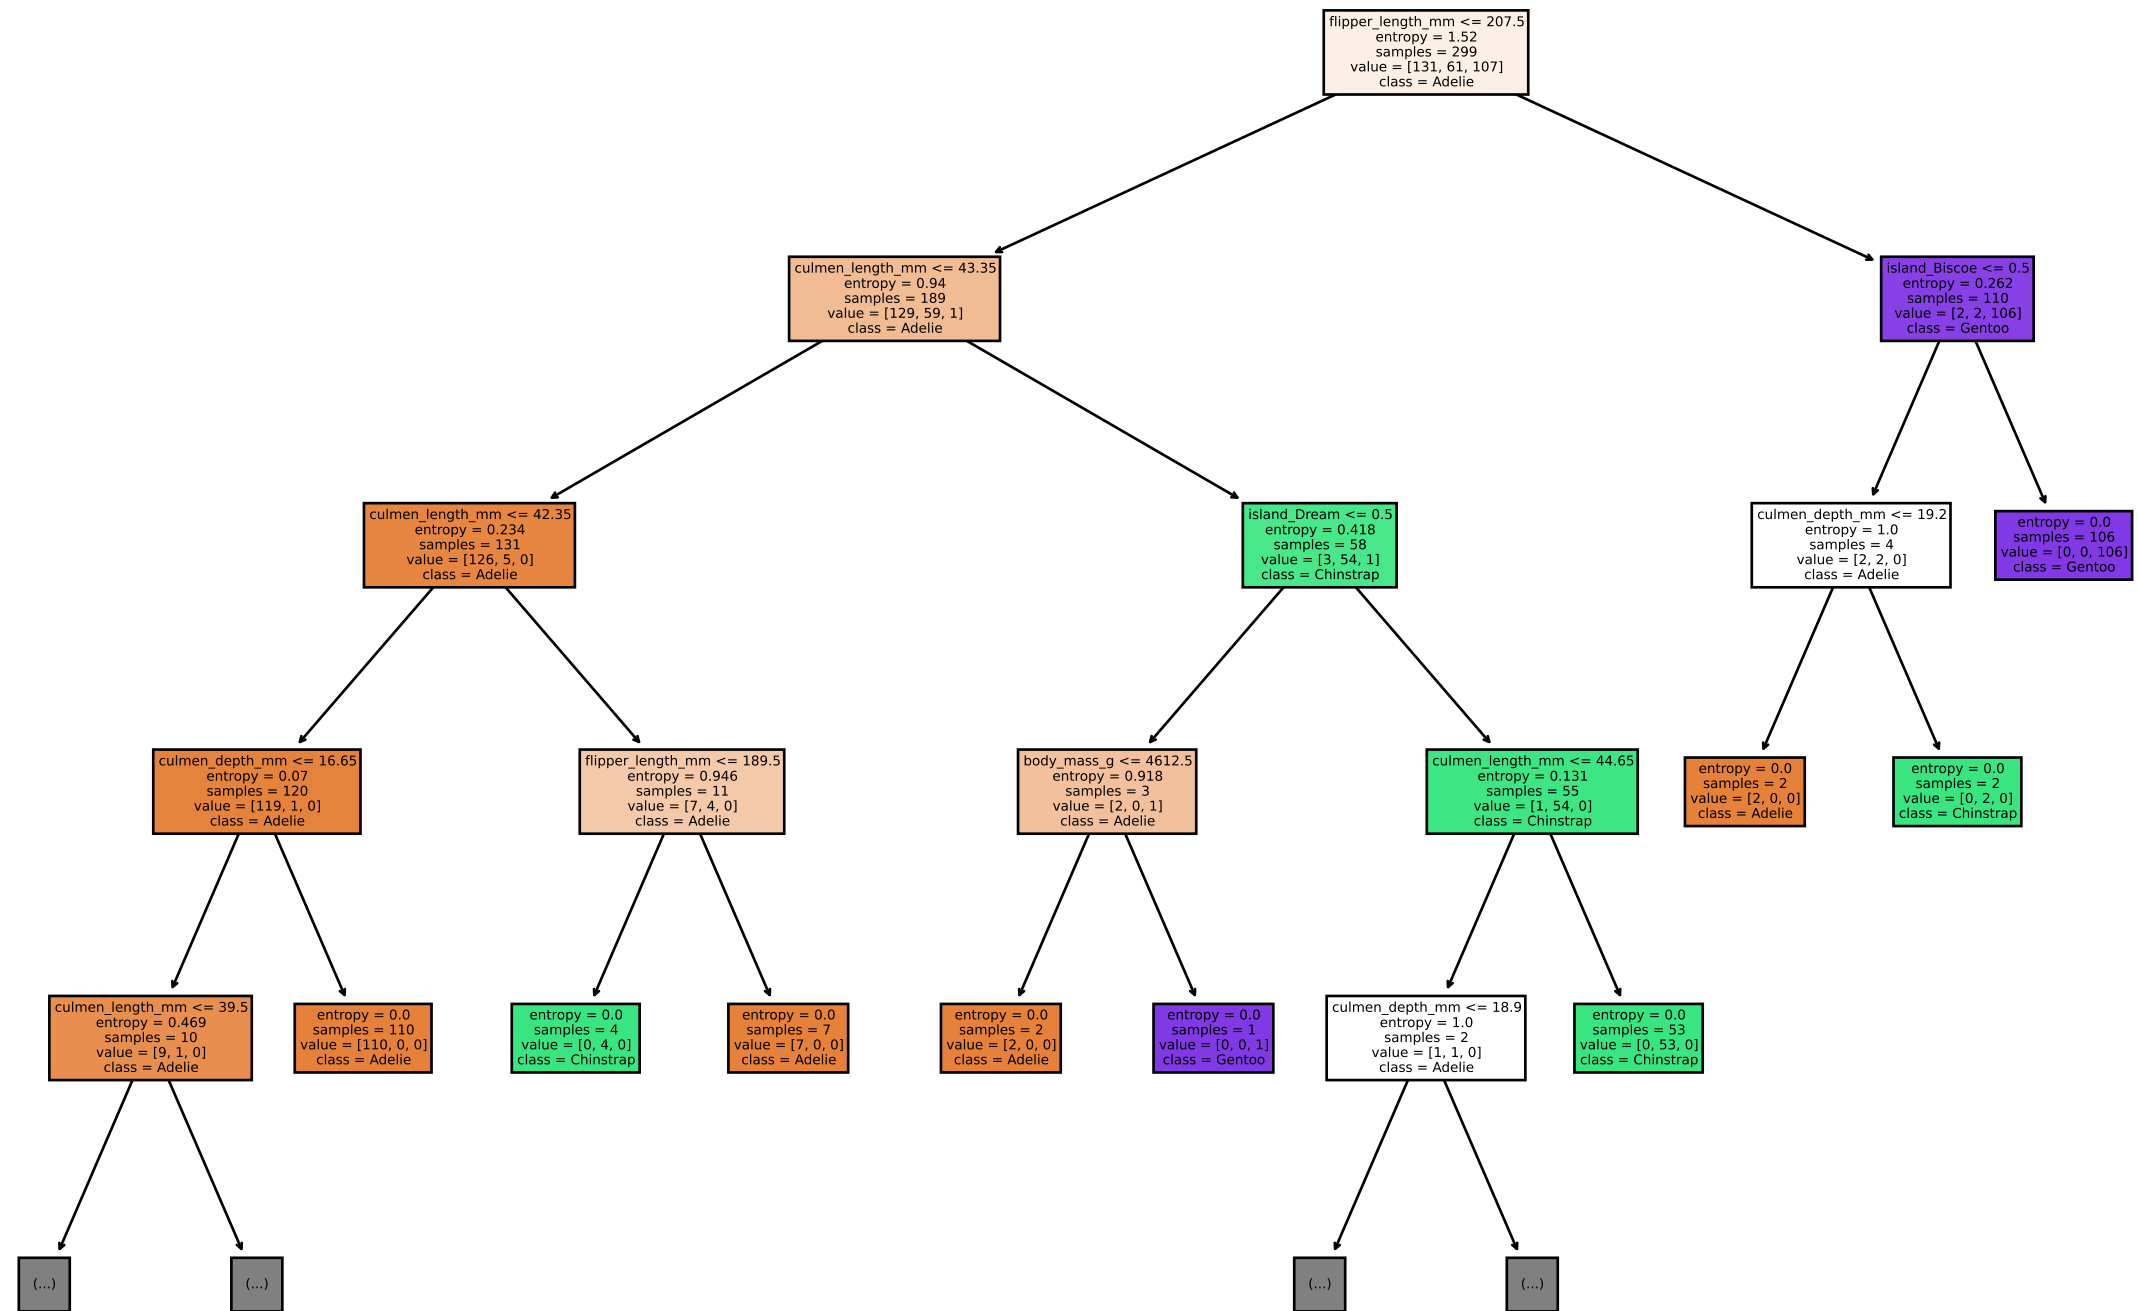 flipper_length_mm <= 207.5
entropy = 1.52
samples = 299
value = [131, 61, 107]
class = Adelie
culmen_length_mm <= 43.35
entropy = 0.94
samples = 189
value = [129, 59, 1]
class = Adelie
island_Biscoe <= 0.5
entropy = 0.262
samples = 110
value = [2, 2, 106]
class = Gentoo
culmen_length_mm <= 42.35
entropy = 0.234
samples = 131
value = [126, 5, 0]
class = Adelie
island_Dream <= 0.5
entropy = 0.418
samples = 58
value = [3, 54, 1]
class = Chinstrap
culmen_depth_mm <= 19.2
entropy = 1.0
samples = 4
value = [2, 2, 0]
class = Adelie
entropy = 0.0
samples = 106
value = [0, 0, 106]
class = Gentoo
culmen_depth_mm <= 16.65
entropy = 0.07
samples = 120
value = [119, 1, 0]
class = Adelie
flipper_length_mm <= 189.5
entropy = 0.946
samples = 11
value = [7, 4, 0]
class = Adelie
body_mass_g <= 4612.5
entropy = 0.918
samples = 3
value = [2, 0, 1]
class = Adelie
culmen_length_mm <= 44.65
entropy = 0.131
samples = 55
value = [1, 54, 0]
class = Chinstrap
entropy = 0.0
samples = 2
value = [2, 0, 0]
class = Adelie
entropy = 0.0
samples = 2
value = [0, 2, 0]
class = Chinstrap
culmen_length_mm <= 39.5
entropy = 0.469
samples = 10
value = [9, 1, 0]
class = Adelie
entropy = 0.0
samples = 110
value = [110, 0, 0]
class = Adelie
entropy = 0.0
samples = 4
value = [0, 4, 0]
class = Chinstrap
entropy = 0.0
samples = 7
value = [7, 0, 0]
class = Adelie
entropy = 0.0
samples = 2
value = [2, 0, 0]
class = Adelie
entropy = 0.0
samples = 1
value = [0, 0, 1]
class = Gentoo
culmen_depth_mm <= 18.9
entropy = 1.0
samples = 2
value = [1, 1, 0]
class = Adelie
entropy = 0.0
samples = 53
value = [0, 53, 0]
class = Chinstrap
(...)
(...)
(...)
(...)